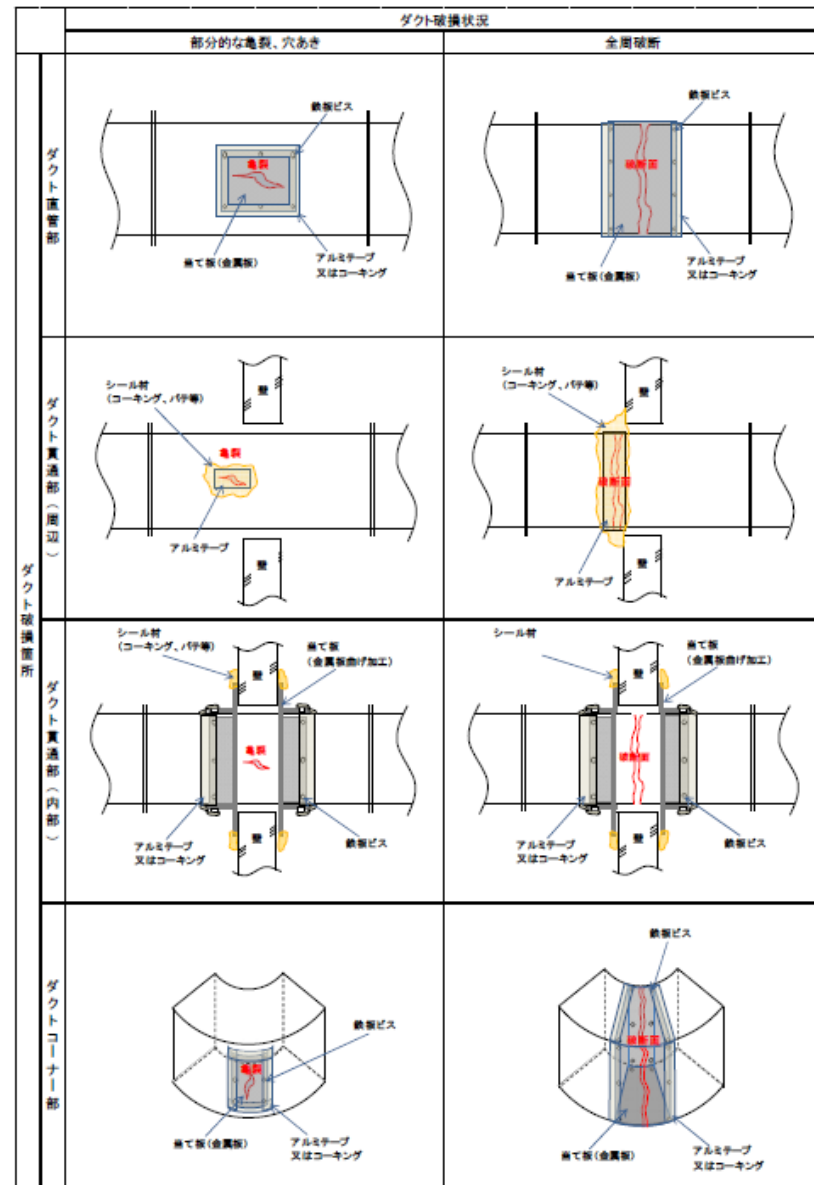 ダクト破損状況
部分的な亀裂、穴あき
全周破断
ダクト破損箇所
ダクト直管部
鉄板ビス
亀裂
当て板(金属板)
アルミテープ
又はコーキング
鉄板ビス
破断面
当て板(金属板)
アルミテープ
又はコーキング
ダクト貫通部(周辺)
シール材
(コーキング、パテ等)
壁
亀裂
アルミテープ
壁
シール材
(コーキング、パテ等)
壁
破断面
アルミテープ
壁
ダクト貫通部(内部)
シール材
(コーキング、パテ等)
当て板
(金属板曲げ加工)
壁
亀裂
壁
アルミテープ
又はコーキング
鉄板ビス
シール材
当て板
(金属板曲げ加工)
壁
破断面
壁
アルミテープ
又はコーキング
鉄板ビス
ダクトコーナー部
鉄板ビス
亀裂
当て板(金属板)
アルミテープ
又はコーキング
鉄板ビス
破断面
当て板(金属板)
アルミテープ
又はコーキング